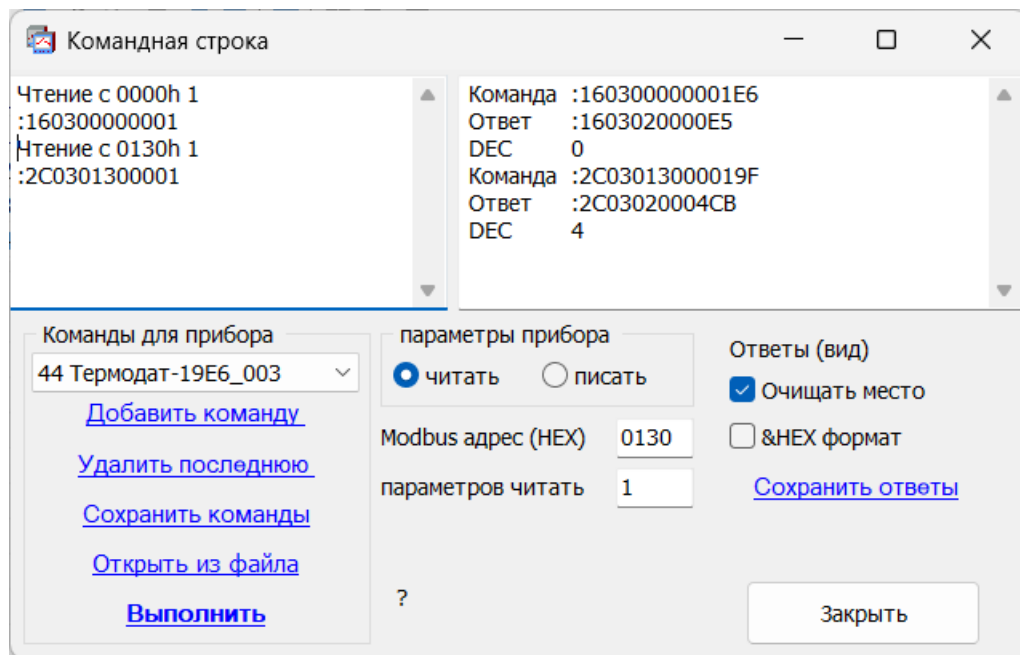 Командная строка
Чтение с 0000h 1
:160300000001
Чтение с 0130h 1
:2C0301300001
Команда :160300000001E6
Ответ :1603020000E5
DEC 0
Команда :2C03013000019F
Ответ :2C03020004CB
DEC 4
Команды для прибора
44 Термодат-19Е6_003
Добавить команду
Удалить последнюю
Сохранить команды
Открыть из файла
Выполнить
параметры прибора
читать писать
Modbus адрес (HEX) 0130
параметров читать 1
?
Ответы (вид)
Очищать место
&HEX формат
Сохранить ответы
Закрыть